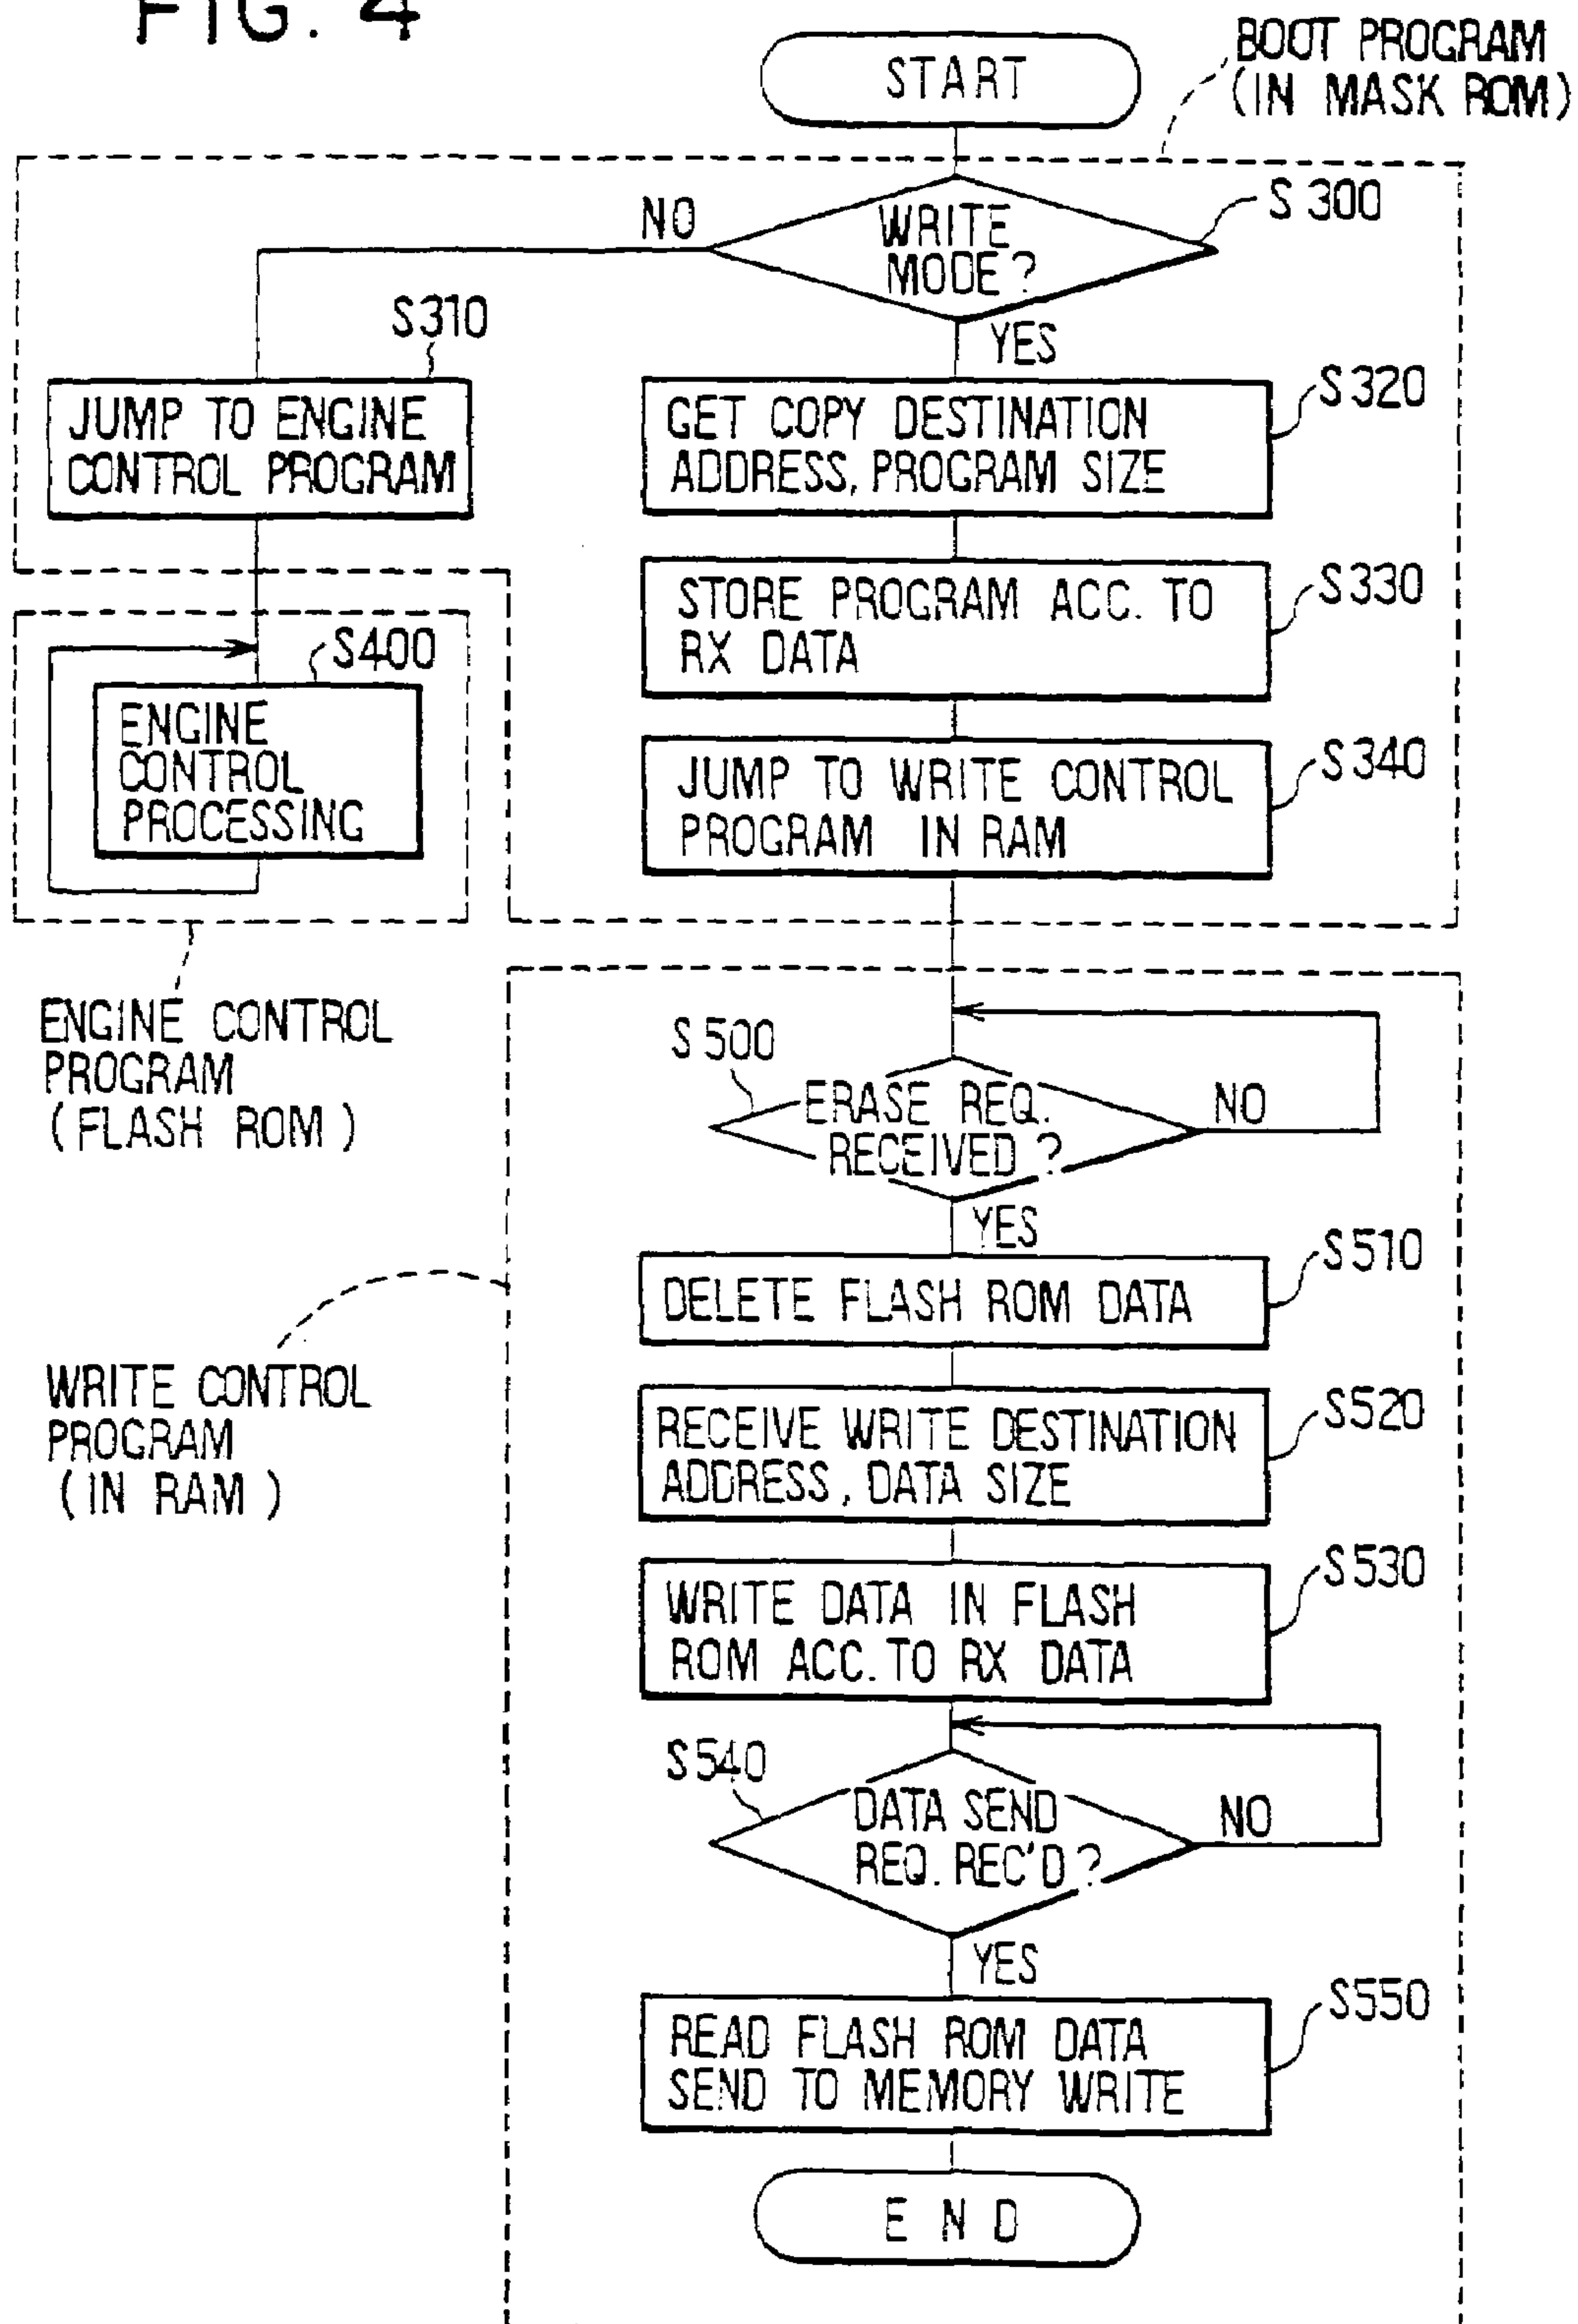 FIG. 4
START
BOOT PROGRAM
(IN MASK ROM)
NO
WRITE
MODE?
S300
YES
S310
JUMP TO ENGINE
CONTROL PROGRAM
GET COPY DESTINATION
ADDRESS, PROGRAM SIZE
S320
STORE PROGRAM ACC. TO
RX DATA
S330
S400
ENGINE
CONTROL
PROCESSING
JUMP TO WRITE CONTROL
PROGRAM IN RAM
S340
ENGINE CONTROL
PROGRAM
(FLASH ROM)
S500
ERASE REQ.
RECEIVED?
NO
YES
DELETE FLASH ROM DATA
S510
WRITE CONTROL
PROGRAM
(IN RAM)
RECEIVE WRITE DESTINATION
ADDRESS, DATA SIZE
S520
WRITE DATA IN FLASH
ROM ACC. TO RX DATA
S530
S540
DATA SEND
REQ. REC'D?
NO
YES
READ FLASH ROM DATA
SEND TO MEMORY WRITE
S550
END